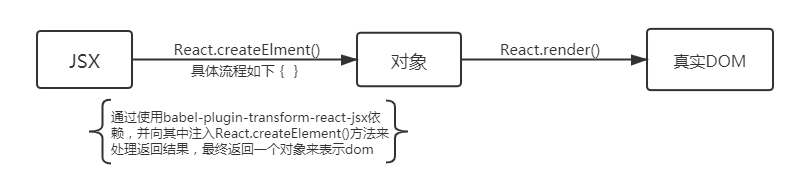 JSX
React.createElment()
具体流程如下 { }
对象
React.render()
真实DOM
通过使用babel-plugin-transform-react-jsx依
赖，并向其中注入React.createElement()方法来
处理返回结果，最终返回一个对象来表示dom